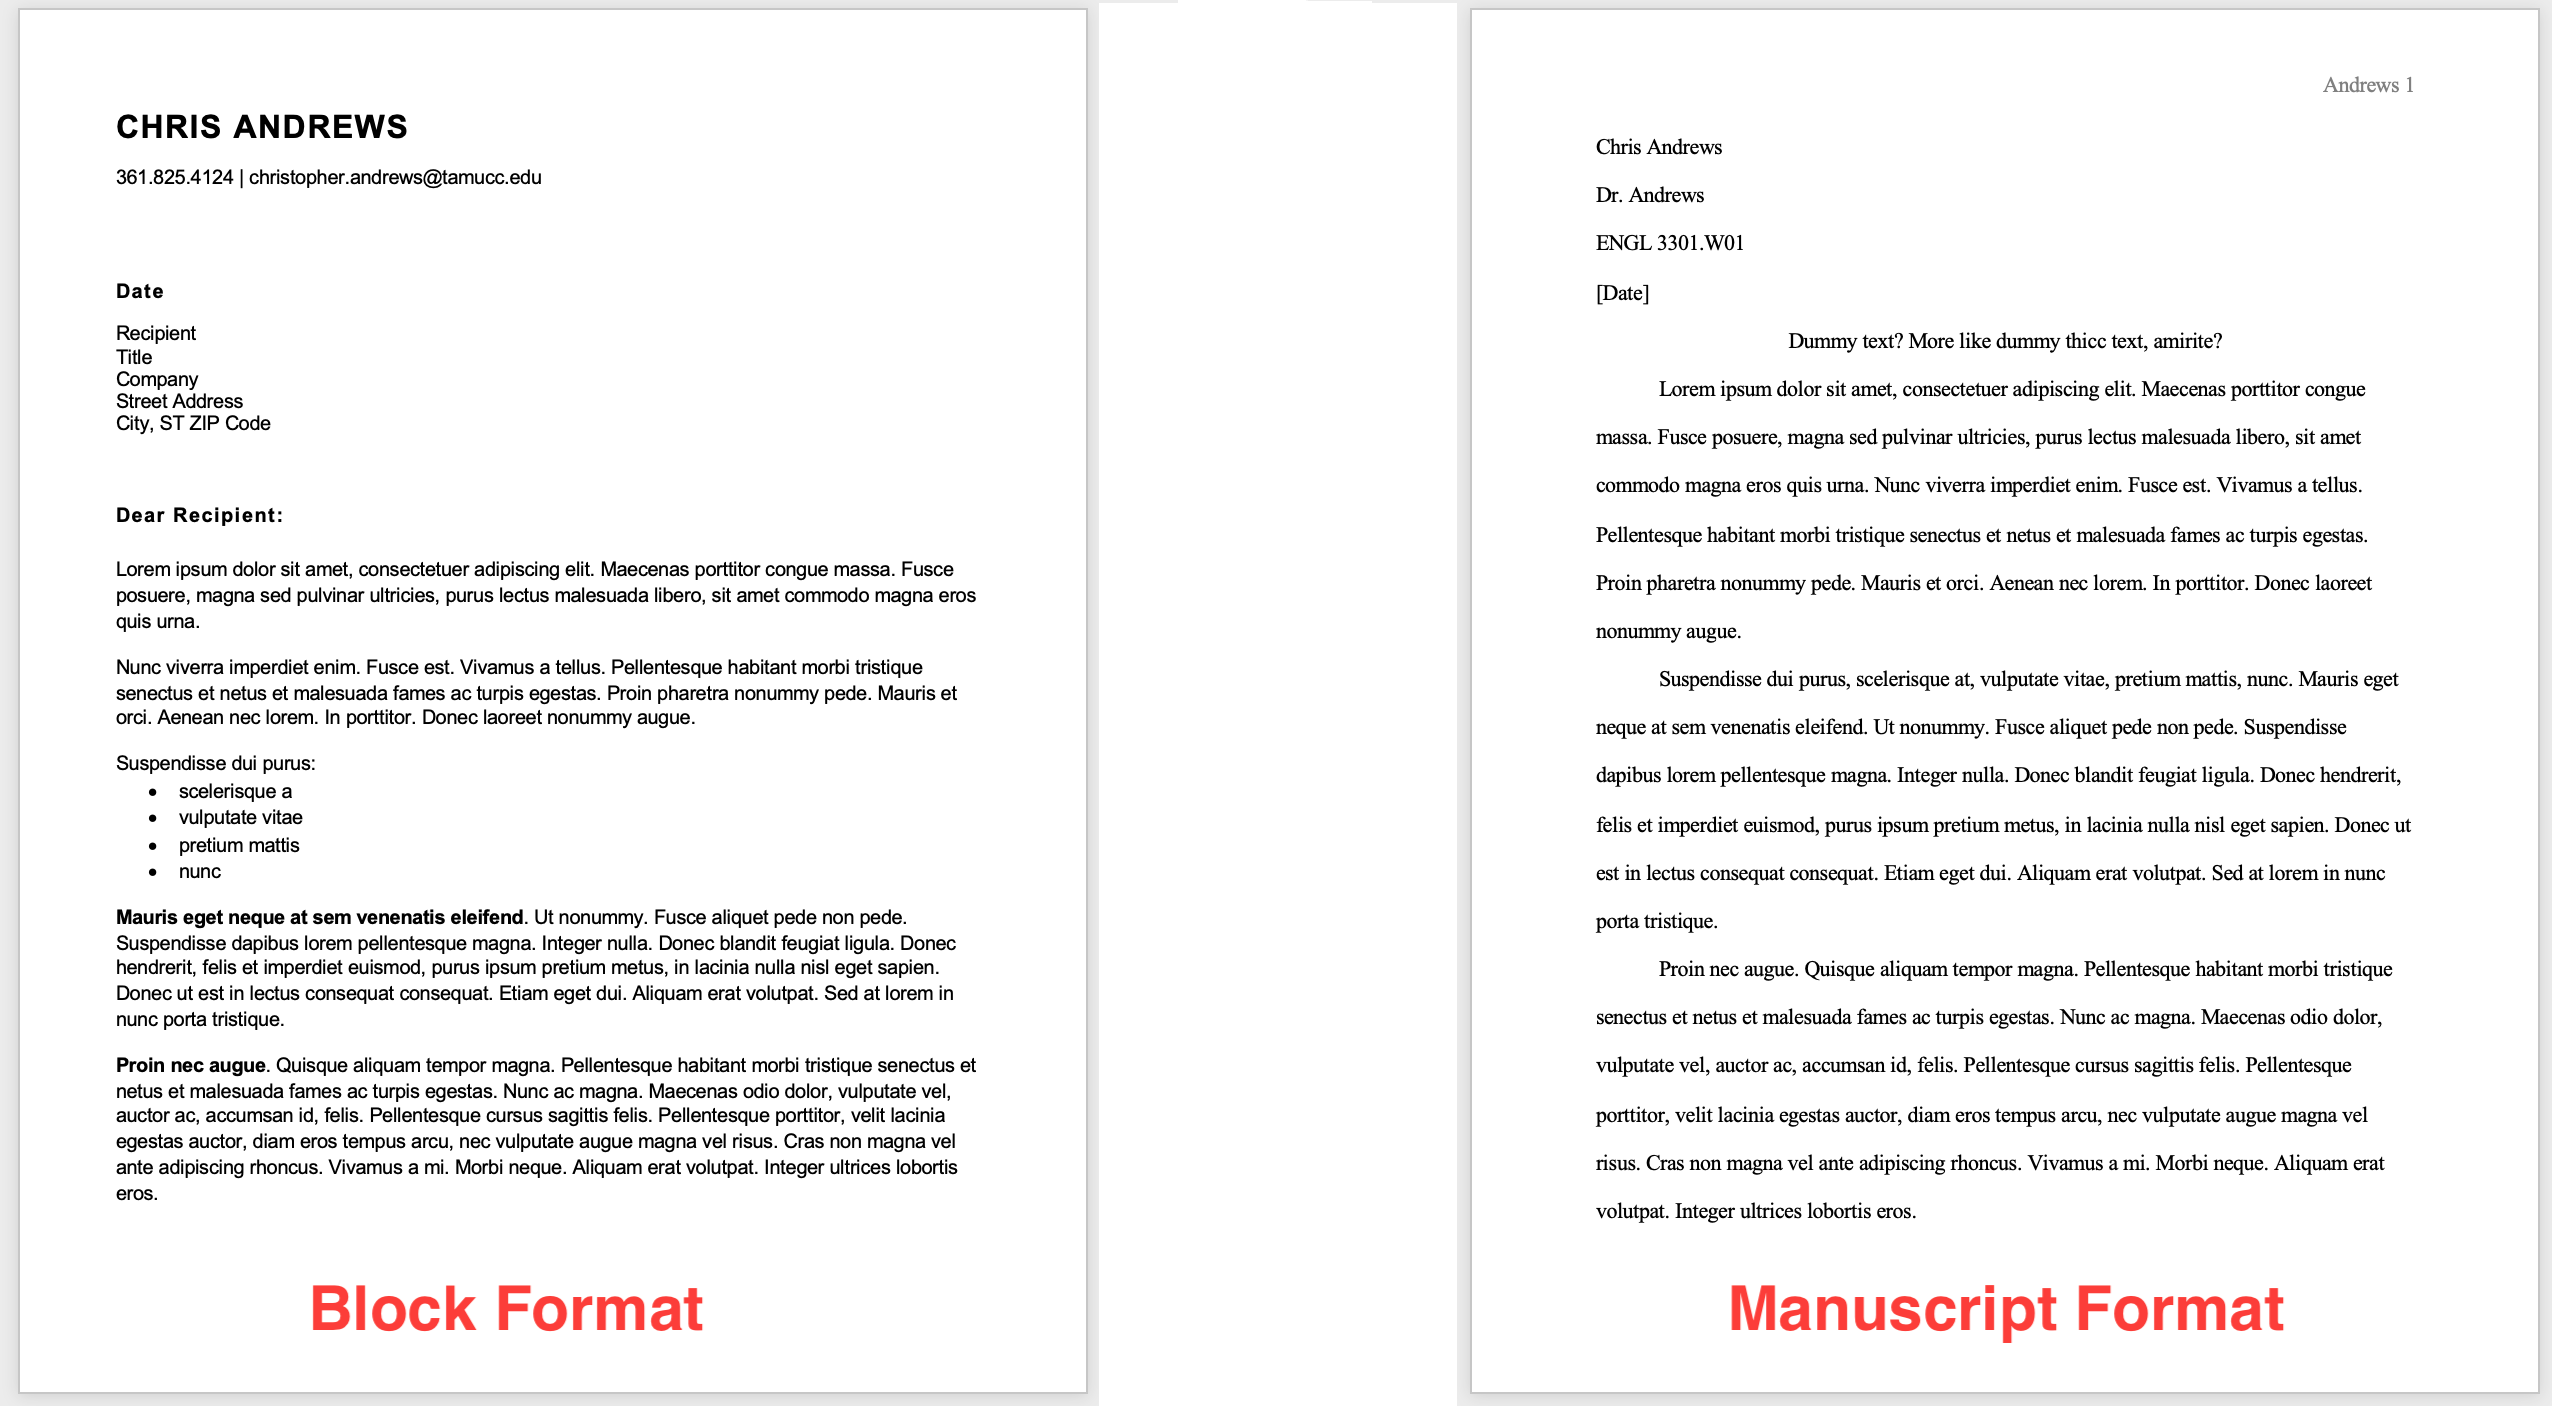 CHRIS ANDREWS
361.825.4124 | christopher.andrews@tamucc.edu
Date
Recipient
Title
Company
Street Address
City, ST ZIP Code
Dear Recipient:
Lorem ipsum dolor sit amet, consectetuer adipiscing elit. Maecenas porttitor congue massa. Fusce
posuere, magna sed pulvinar ultricies, purus lectus malesuada libero, sit amet commodo magna eros
quis urna.
Nunc viverra imperdiet enim. Fusce est. Vivamus a tellus. Pellentesque habitant morbi tristique
senectus et netus et malesuada fames ac turpis egestas. Proin pharetra nonummy pede. Mauris et
orci. Aenean nec lorem. In porttitor. Donec laoreet nonummy augue.
Suspendisse dui purus:
• scelerisque a
• vulputate vitae
• pretium mattis
• nunc
Mauris eget neque at sem venenatis eleifend. Ut nonummy. Fusce aliquet pede non pede.
Suspendisse dapibus lorem pellentesque magna. Integer nulla. Donec blandit feugiat ligula. Donec
hendrerit, felis et imperdiet euismod, purus ipsum pretium metus, in lacinia nulla nisl eget sapien.
Donec ut est in lectus consequat consequat. Etiam eget dui. Aliquam erat volutpat. Sed at lorem in
nunc porta tristique.
Proin nec augue. Quisque aliquam tempor magna. Pellentesque habitant morbi tristique senectus et
netus et malesuada fames ac turpis egestas. Nunc ac magna. Maecenas odio dolor, vulputate vel,
auctor ac, accumsan id, felis. Pellentesque cursus sagittis felis. Pellentesque porttitor, velit lacinia
egestas auctor, diam eros tempus arcu, nec vulputate augue magna vel risus. Cras non magna vel
ante adipiscing rhoncus. Vivamus a mi. Morbi neque. Aliquam erat volutpat. Integer ultrices lobortis
eros.
Block Format
Andrews 1
Chris Andrews
Dr. Andrews
ENGL 3301.W01
[Date]
Dummy text? More like dummy thicc text, amirite?
Lorem ipsum dolor sit amet, consectetuer adipiscing elit. Maecenas porttitor congue
massa. Fusce posuere, magna sed pulvinar ultricies, purus lectus malesuada libero, sit amet
commodo magna eros quis urna. Nunc viverra imperdiet enim. Fusce est. Vivamus a tellus.
Pellentesque habitant morbi tristique senectus et netus et malesuada fames ac turpis egestas.
Proin pharetra nonummy pede. Mauris et orci. Aenean nec lorem. In porttitor. Donec laoreet
nonummy augue.
Suspendisse dui purus, scelerisque at, vulputate vitae, pretium mattis, nunc. Mauris eget
neque at sem venenatis eleifend. Ut nonummy. Fusce aliquet pede non pede. Suspendisse
dapibus lorem pellentesque magna. Integer nulla. Donec blandit feugiat ligula. Donec hendrerit,
felis et imperdiet euismod, purus ipsum pretium metus, in lacinia nulla nisl eget sapien. Donec ut
est in lectus consequat consequat. Etiam eget dui. Aliquam erat volutpat. Sed at lorem in nunc
porta tristique.
Proin nec augue. Quisque aliquam tempor magna. Pellentesque habitant morbi tristique
senectus et netus et malesuada fames ac turpis egestas. Nunc ac magna. Maecenas odio dolor,
vulputate vel, auctor ac, accumsan id, felis. Pellentesque cursus sagittis felis. Pellentesque
porttitor, velit lacinia egestas auctor, diam eros tempus arcu, nec vulputate augue magna vel
risus. Cras non magna vel ante adipiscing rhoncus. Vivamus a mi. Morbi neque. Aliquam erat
volutpat. Integer ultrices lobortis eros.
Manuscript Format